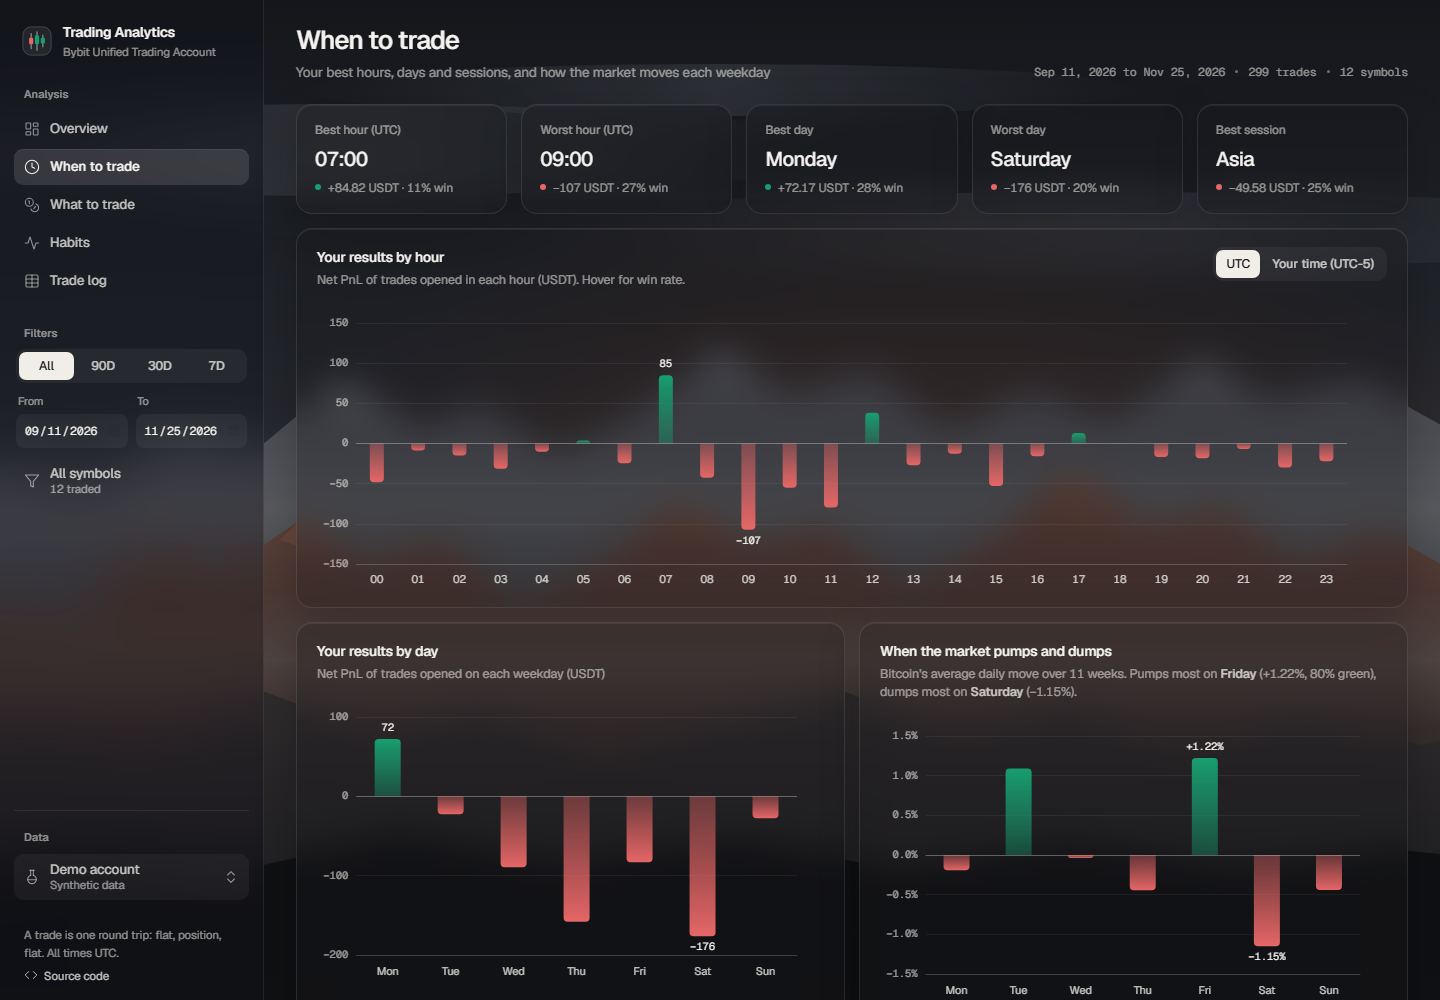 Trading Analytics
Bybit Unified Trading Account
Analysis
Overview
When to trade
What to trade
Habits
Trade log
Filters
All 90D 30D 7D
From To
09/11/2026 11/25/2026
All symbols
12 traded
Data
Demo account
Synthetic data
A trade is one round trip: flat, position,
flat. All times UTC.
Source code
When to trade
Your best hours, days and sessions, and how the market moves each weekday
Sep 11, 2026 to Nov 25, 2026 · 299 trades · 12 symbols
Best hour (UTC)
07:00
+84.82 USDT · 11% win
Worst hour (UTC)
09:00
−107 USDT · 27% win
Best day
Monday
+72.17 USDT · 28% win
Worst day
Saturday
−176 USDT · 20% win
Best session
Asia
−49.58 USDT · 25% win
Your results by hour
Net PnL of trades opened in each hour (USDT). Hover for win rate.
UTC Your time (UTC-5)
150
100
50
0
−50
−100
−150
85
−107
00 01 02 03 04 05 06 07 08 09 10 11 12 13 14 15 16 17 18 19 20 21 22 23
Your results by day
Net PnL of trades opened on each weekday (USDT)
100
0
−100
−200
72
−176
Mon Tue Wed Thu Fri Sat Sun
When the market pumps and dumps
Bitcoin's average daily move over 11 weeks. Pumps most on Friday (+1.22%, 80% green),
dumps most on Saturday (−1.15%).
1.5%
1.0%
0.5%
0.0%
−0.5%
−1.0%
−1.5%
+1.22%
−1.15%
Mon Tue Wed Thu Fri Sat Sun